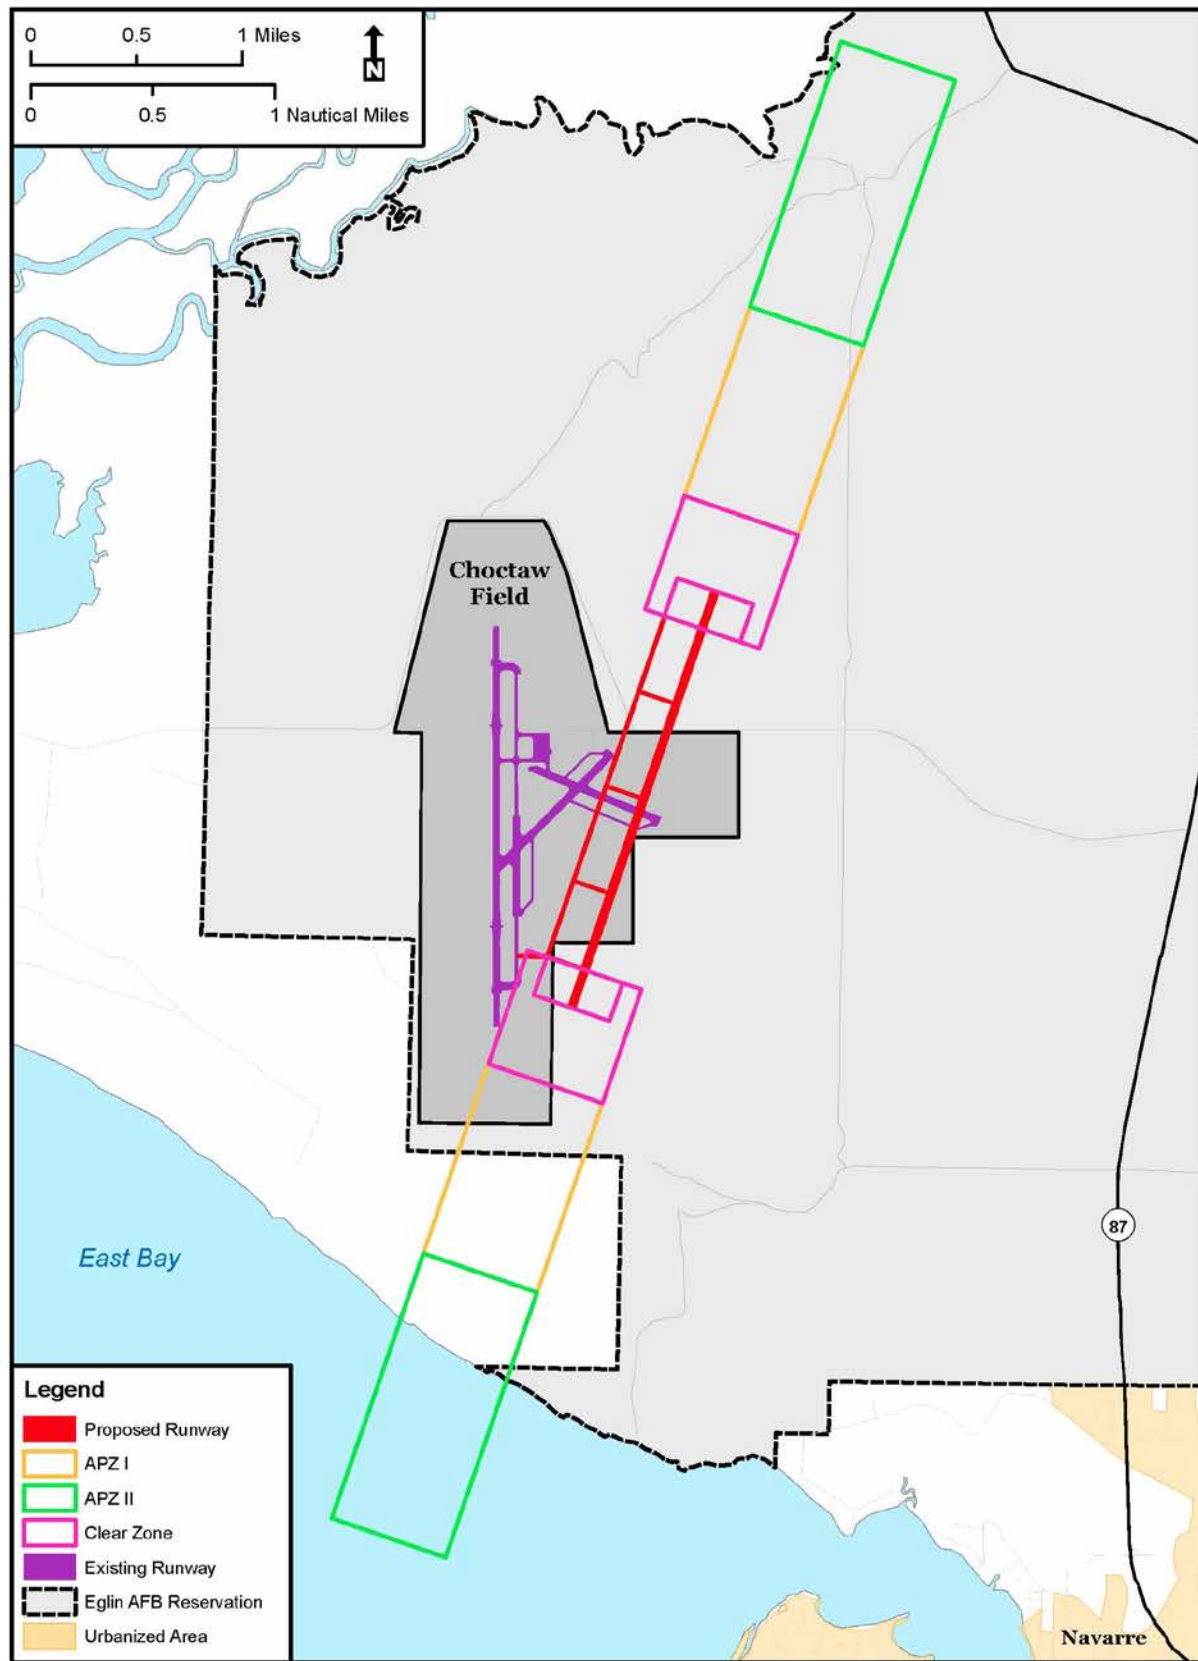 0 0.5 1 Miles
N
0 0.5 1 Nautical Miles
Choctaw
Field
87
East Bay
Legend
Proposed Runway
APZ I
APZ II
Clear Zone
Existing Runway
Eglin AFB Reservation
Urbanized Area
Navarre